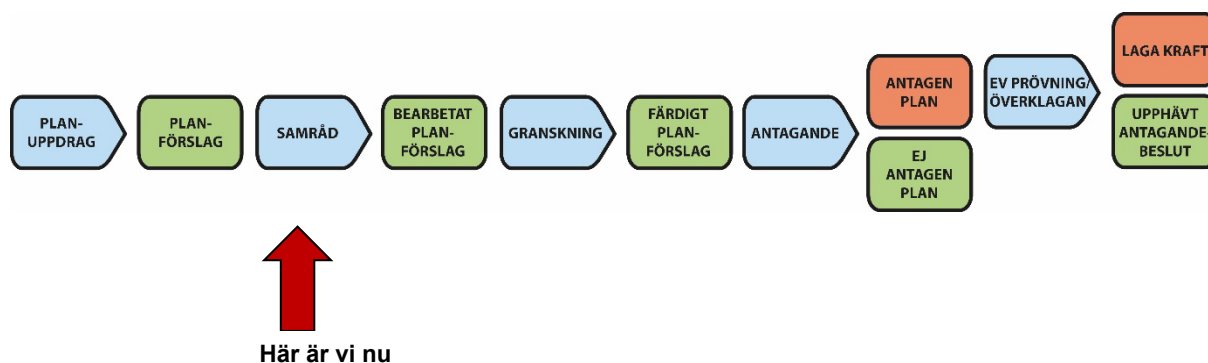 PLAN-
UPPDRAG
PLAN-
FÖRSLAG
SAMRÅD
BEARBETAT
PLAN-
FÖRSLAG
GRANSKNING
FÄRDIGT
PLAN-
FÖRSLAG
ANTAGANDE
ANTAGEN
PLAN
EJ
ANTAGEN
PLAN
EV PRÖVNING/
ÖVERKLAGAN
LAGA KRAFT
UPPHÄVT
ANTAGANDE-
BESLUT
Här är vi nu